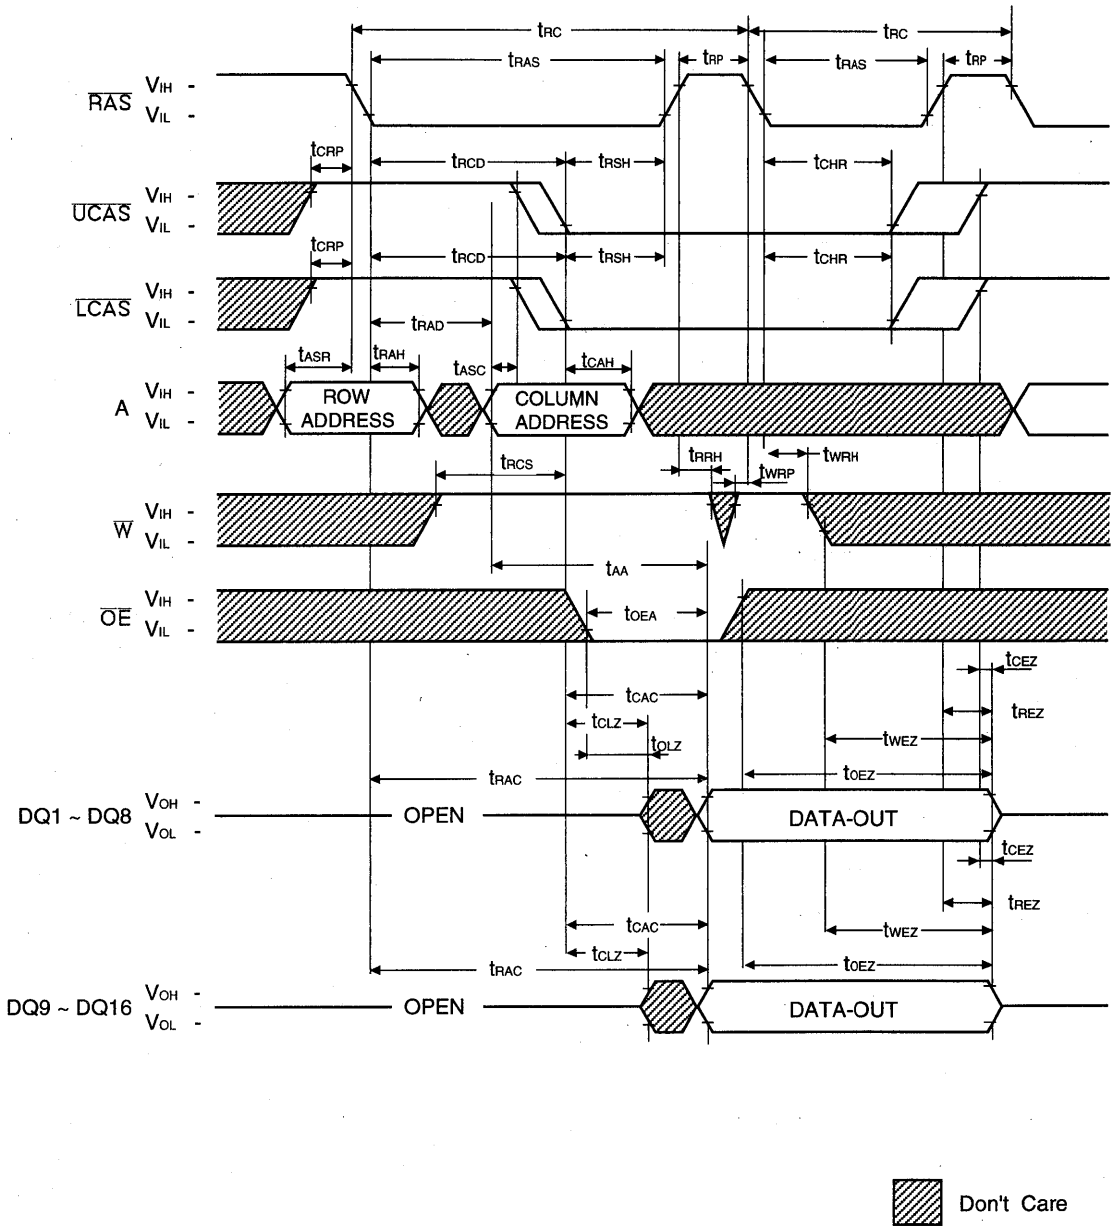 tRC tRC
tRAS tRP tRAS tRP
RAS VIH -
VIL -
tCRP tRCD tRSH tCHR
UCAS VIH -
VIL -
tCRP tRCD tRSH tCHR
LCAS VIH -
VIL -
tRAD
tASR tRAH tASC tCAH
A VIH -
VIL -
ROW ADDRESS
COLUMN ADDRESS
tRCS tRRH tWRP tWRH
W VIH -
VIL -
tAA
OE VIH -
VIL -
tOEA
tCEZ
tCAC tREZ
tCLZ
tOLZ tWEZ
tRAC tOEZ
DQ1 ~ DQ8 VOH -
VOL -
OPEN DATA-OUT
tCEZ
tREZ
tCAC tWEZ
tCLZ
tRAC tOEZ
DQ9 ~ DQ16 VOH -
VOL -
OPEN DATA-OUT
Don't Care